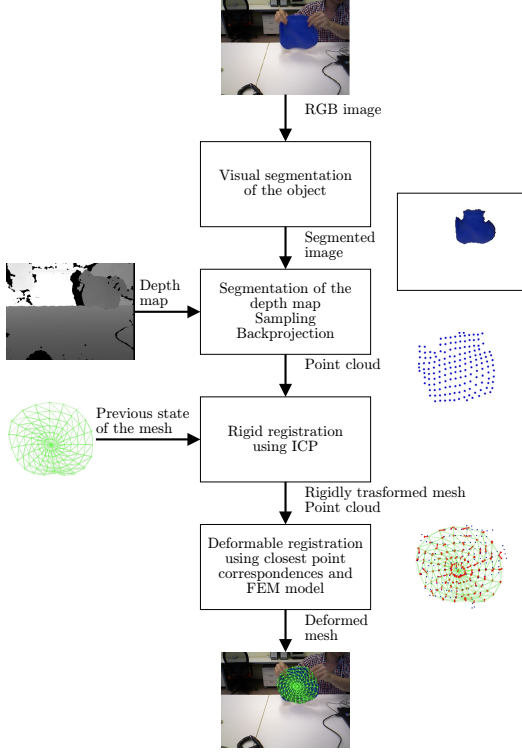 RGB image
Visual segmentation
of the object
Segmented
image
Depth
map
Segmentation of the
depth map
Sampling
Backprojection
Point cloud
Previous state
of the mesh
Rigid registration
using ICP
Rigidly trasformed mesh
Point cloud
Deformable registration
using closest point
correspondences and
FEM model
Deformed
mesh